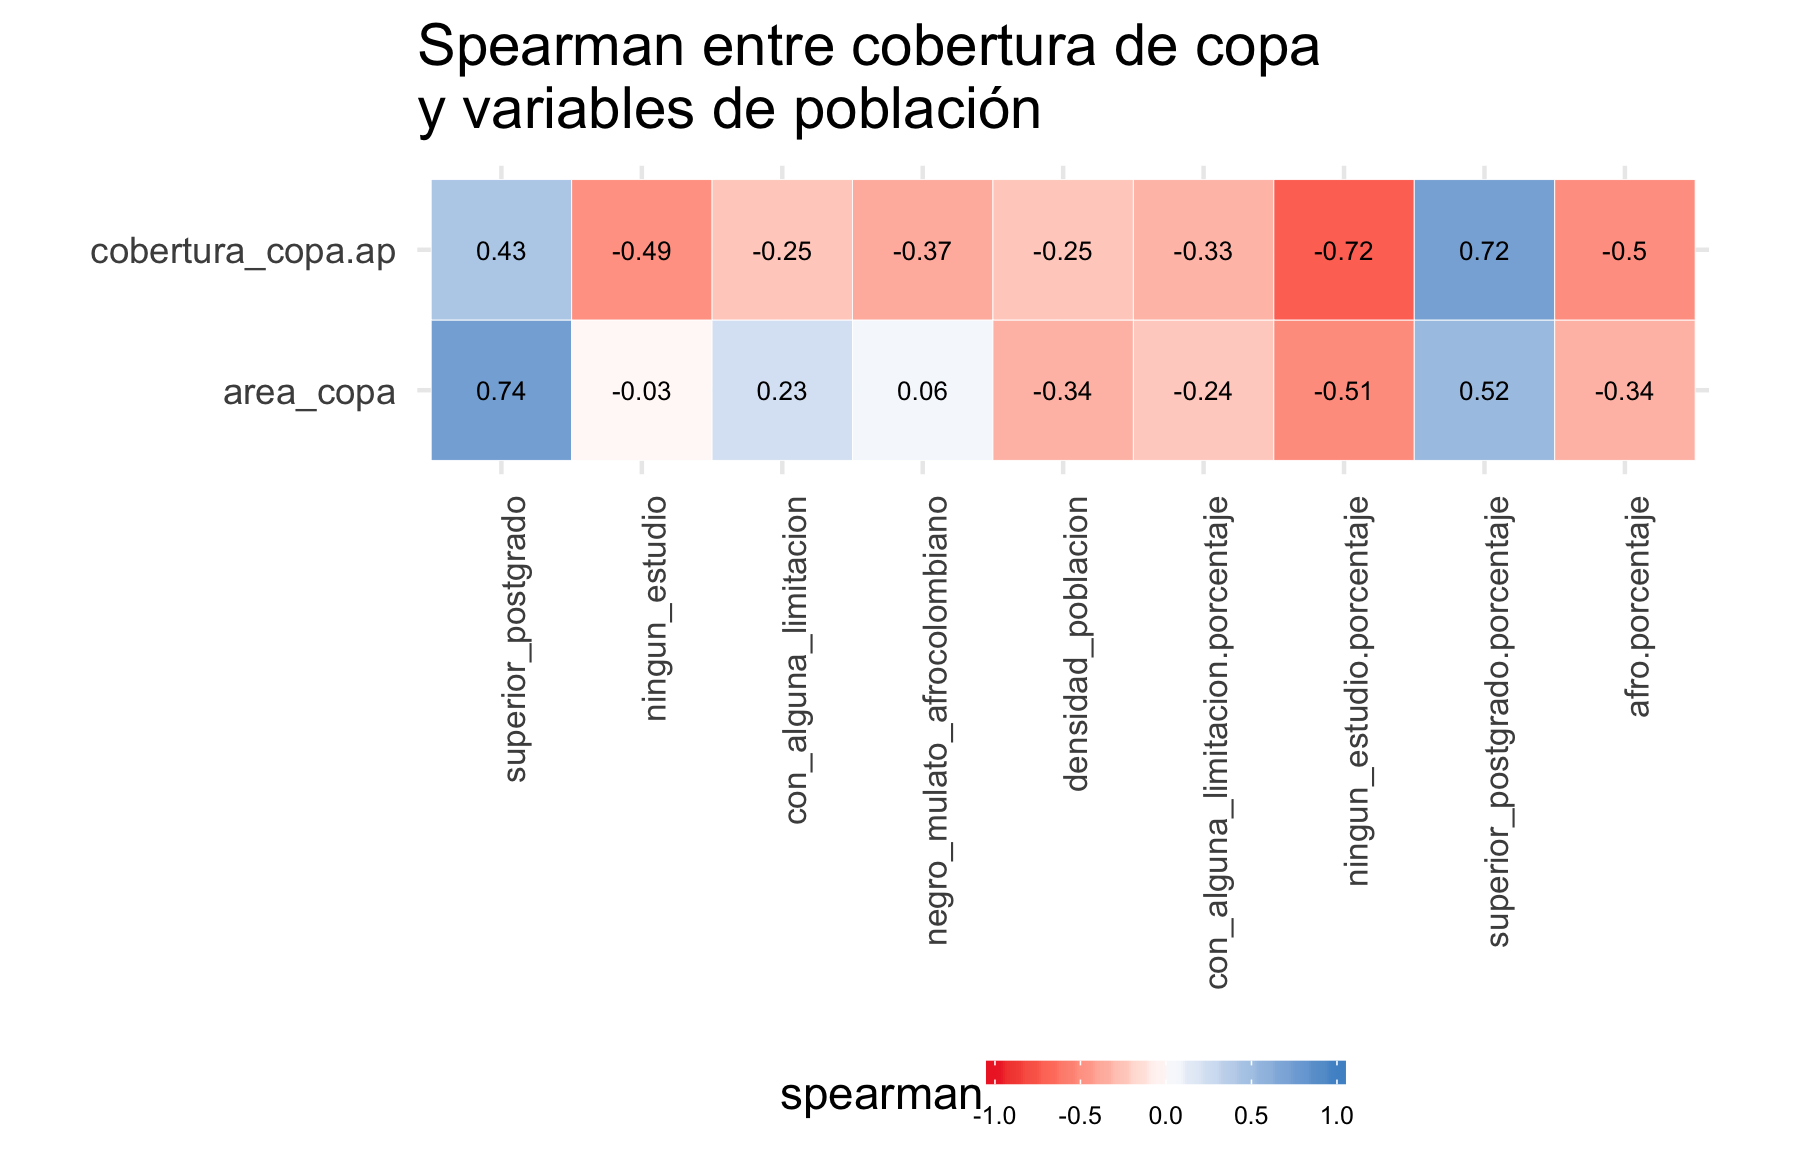 Spearman entre cobertura de copa
y variables de población
cobertura_copa.ap
0.43 -0.49 -0.25 -0.37 -0.25 -0.33 -0.72 0.72 -0.5
area_copa
0.74 -0.03 0.23 0.06 -0.34 -0.24 -0.51 0.52 -0.34
superior_postgrado
ningun_estudio
con_alguna_limitacion
negro_mulato_afrocolombiano
densidad_poblacion
con_alguna_limitacion.porcentaje
ningun_estudio.porcentaje
superior_postgrado.porcentaje
afro.porcentaje
spearman
-1.0 -0.5 0.0 0.5 1.0